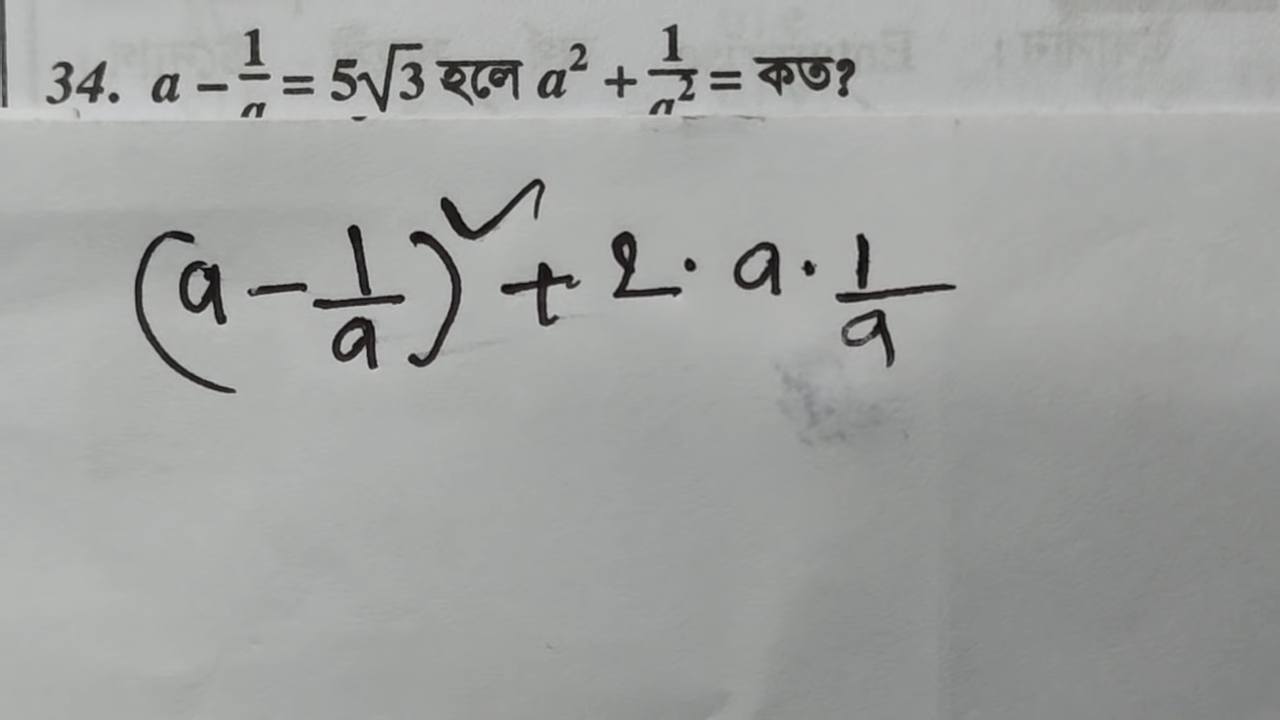 34. a - 1/a = 5√3 হলে a² + 1/a² = কত?
(a - 1/a)² + 2 · a · 1/a